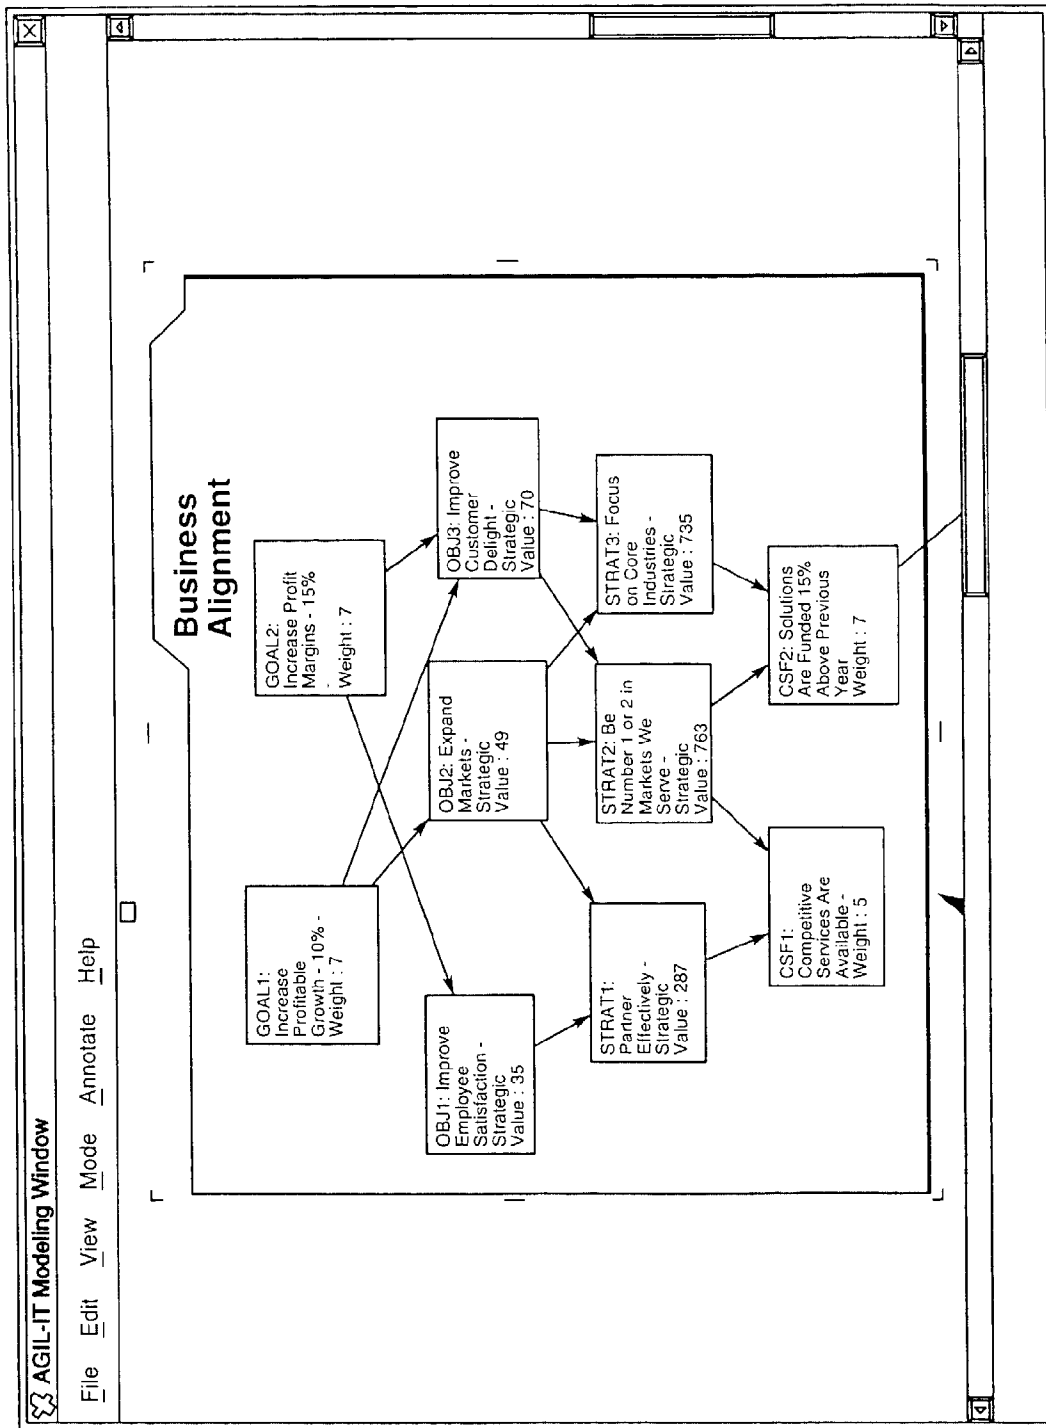 AGIL-IT Modeling Window
File Edit View Mode Annotate Help
Business
Alignment
GOAL1:
Increase
Profitable
Growth - 10% -
Weight : 7
GOAL2:
Increase Profit
Margins - 15%
-
Weight : 7
OBJ1: Improve
Employee
Satisfaction -
Strategic
Value : 35
OBJ2: Expand
Markets -
Strategic
Value : 49
OBJ3: Improve
Customer
Delight -
Strategic
Value : 70
STRAT1:
Partner
Effectively -
Strategic
Value : 287
STRAT2: Be
Number 1 or 2 in
Markets We
Serve -
Strategic
Value : 763
STRAT3: Focus
on Core
Industries -
Strategic
Value : 735
CSF1:
Competitive
Services Are
Available -
Weight : 5
CSF2: Solutions
Are Funded 15%
Above Previous
Year
Weight : 7